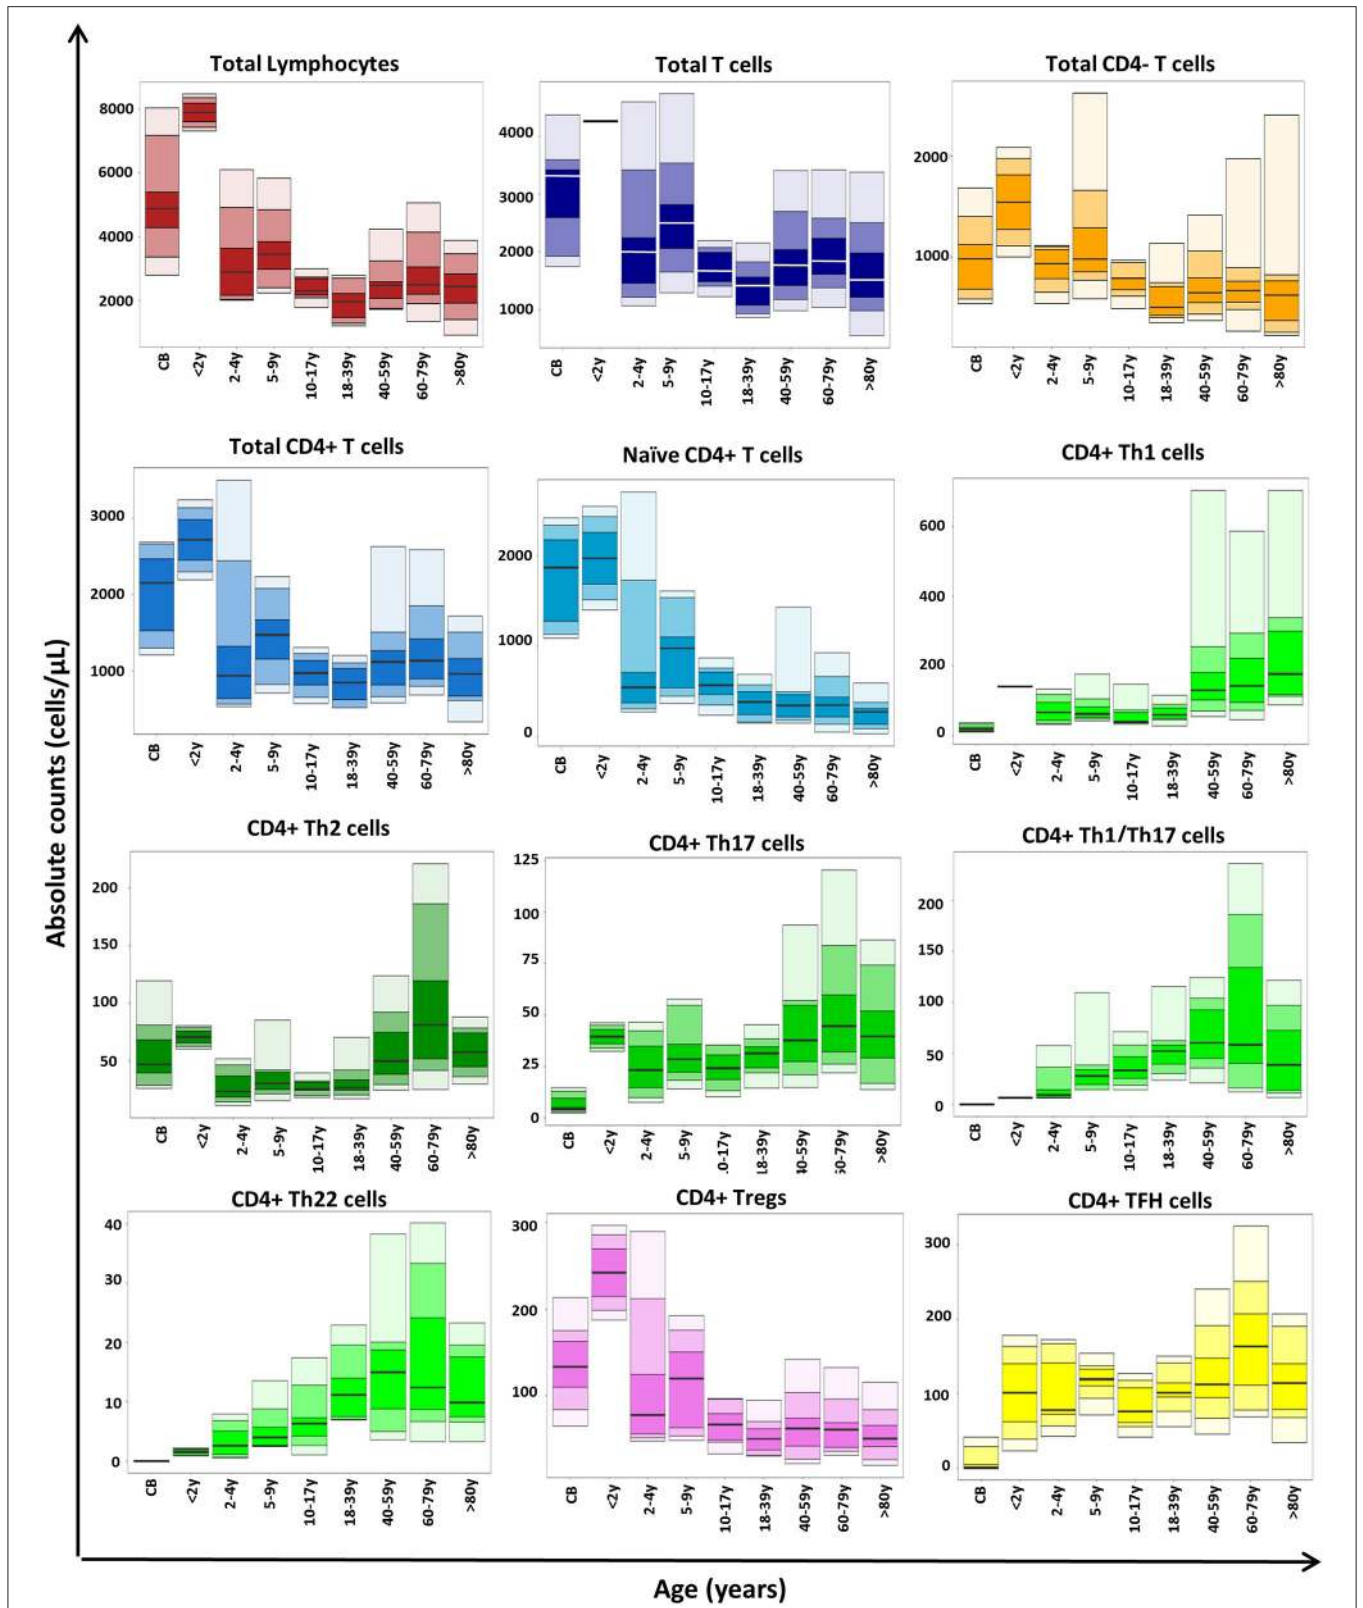 Absolute counts (cells/µL)
Total Lymphocytes
8000
6000
4000
2000
CB
<2y
2-4y
5-9y
10-17y
18-39y
40-59y
60-79y
>80y
Total T cells
4000
3000
2000
1000
CB
<2y
2-4y
5-9y
10-17y
18-39y
40-59y
60-79y
>80y
Total CD4- T cells
2000
1000
CB
<2y
2-4y
5-9y
10-17y
18-39y
40-59y
60-79y
>80y
Total CD4+ T cells
3000
2000
1000
CB
<2y
2-4y
5-9y
10-17y
18-39y
40-59y
60-79y
>80y
Naïve CD4+ T cells
2000
1000
0
CB
<2y
2-4y
5-9y
10-17y
18-39y
40-59y
60-79y
>80y
CD4+ Th1 cells
600
400
200
0
CB
<2y
2-4y
5-9y
10-17y
18-39y
40-59y
60-79y
>80y
CD4+ Th2 cells
200
150
100
50
CB
<2y
2-4y
5-9y
10-17y
18-39y
40-59y
60-79y
>80y
CD4+ Th17 cells
125
100
75
50
25
0
CB
<2y
2-4y
5-9y
.0-17y
18-39y
40-59y
50-79y
>80y
CD4+ Th1/Th17 cells
200
150
100
50
0
CB
<2y
2-4y
5-9y
10-17y
18-39y
40-59y
60-79y
>80y
CD4+ Th22 cells
40
30
20
10
0
CB
<2y
2-4y
5-9y
10-17y
18-39y
40-59y
60-79y
>80y
CD4+ Tregs
300
200
100
CB
<2y
2-4y
5-9y
10-17y
18-39y
40-59y
60-79y
>80y
CD4+ TFH cells
300
200
100
0
CB
<2y
2-4y
5-9y
10-17y
18-39y
40-59y
60-79y
>80y
Age (years)